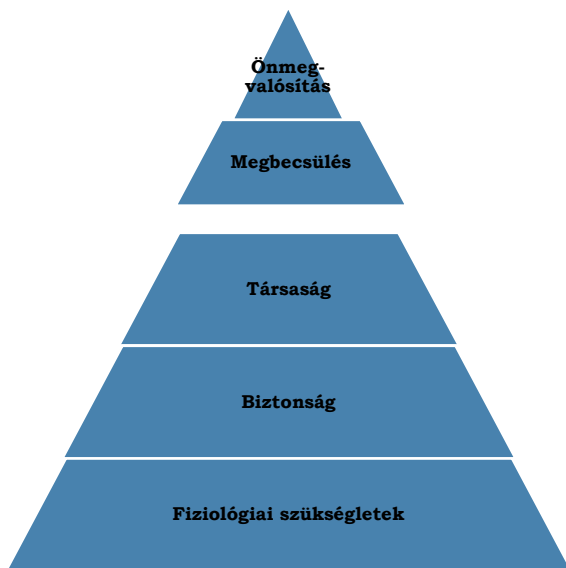 Önmeg-
valósítás
Megbecsülés
Társaság
Biztonság
Fiziológiai szükségletek